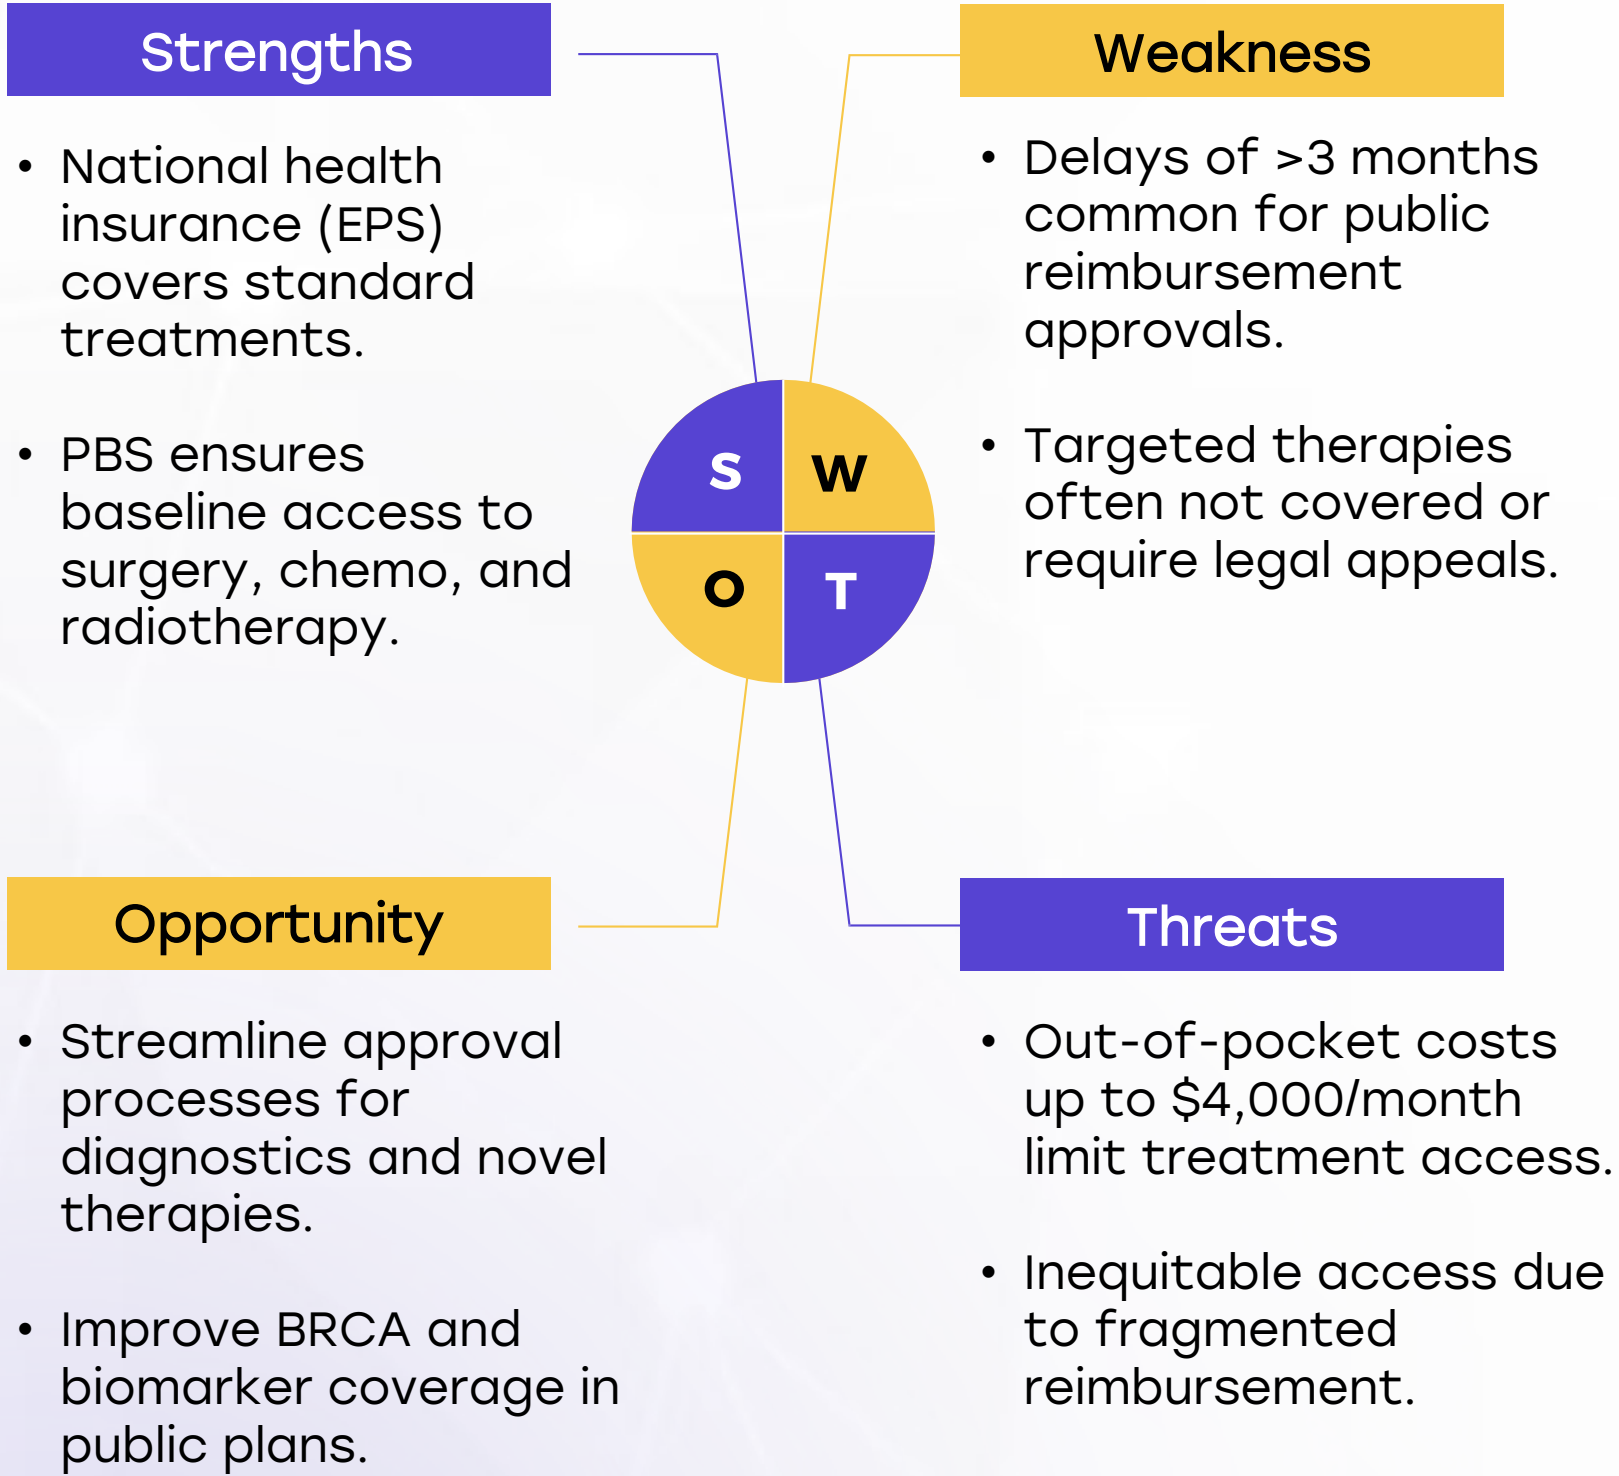 Strengths
• National health
insurance (EPS)
covers standard
treatments.
• PBS ensures
baseline access to
surgery, chemo, and
radiotherapy.
Weakness
• Delays of >3 months
common for public
reimbursement
approvals.
• Targeted therapies
often not covered or
require legal appeals.
S
W
O
T
Opportunity
• Streamline approval
processes for
diagnostics and novel
therapies.
• Improve BRCA and
biomarker coverage in
public plans.
Threats
• Out-of-pocket costs
up to $4,000/month
limit treatment access.
• Inequitable access due
to fragmented
reimbursement.